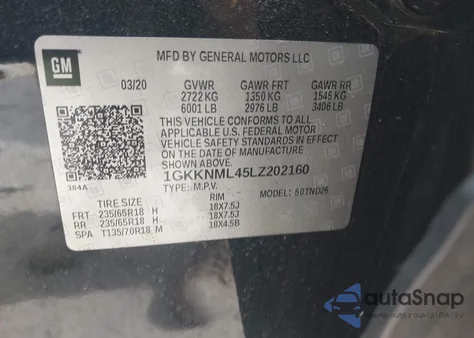 GM
MFD BY GENERAL MOTORS LLC
03/20 GVWR GAWR FRT GAWR RR
2722 KG 1350 KG 1545 KG
6001 LB 2976 LB 3406 LB
THIS VEHICLE CONFORMS TO ALL
APPLICABLE U.S. FEDERAL MOTOR
VEHICLE SAFETY STANDARDS IN
EFFECT ON THE DATE OF MANUFACTURE
SHOWN ABOVE.
1GKKNML45LZ202160
384A TYPE: M.P.V. MODEL:
TIRE SIZE RIM
FRT 235/65R18 H 18X7.5J
RR 235/65R18 H 18X7.5J
SPA T135/70R18 M 18X4.5B
autoSnap